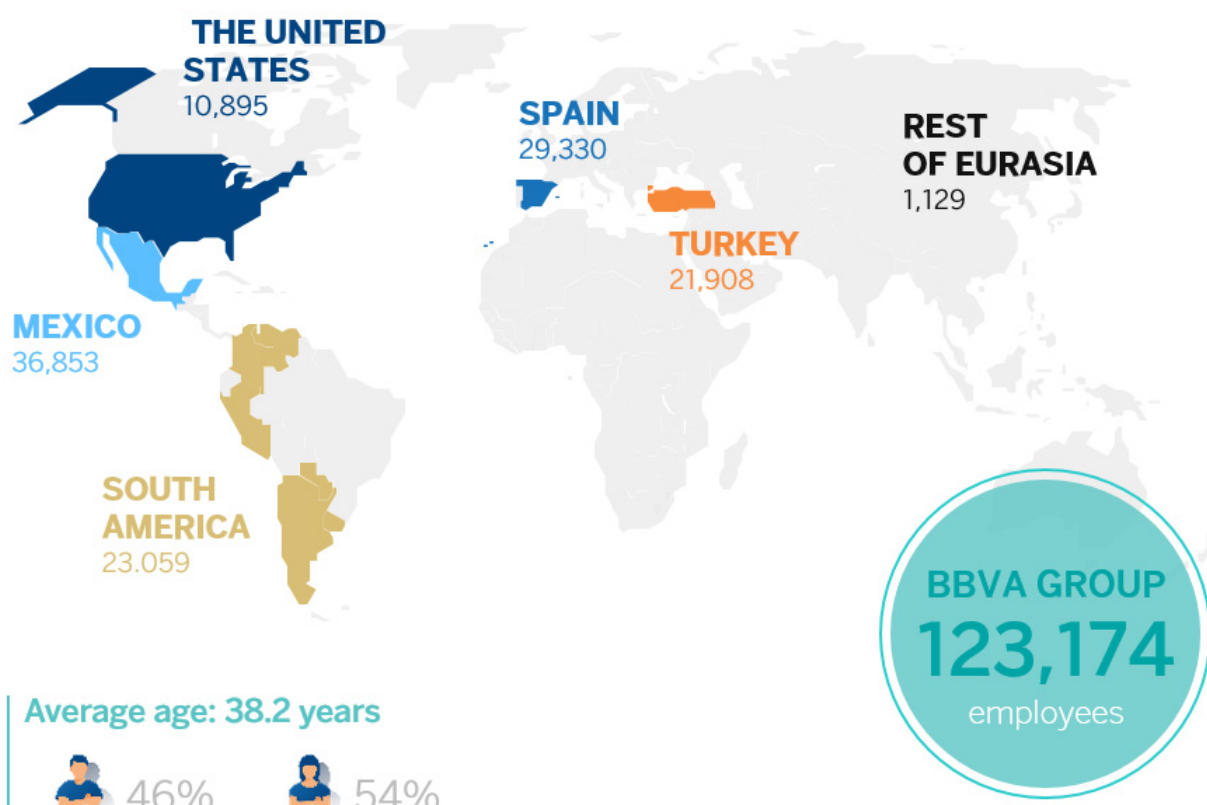 THE UNITED
STATES
10,895
SPAIN
29,330
REST
OF EURASIA
1,129
TURKEY
21,908
MEXICO
36,853
SOUTH
AMERICA
23.059
BBVA GROUP
123,174
employees
Average age: 38.2 years
46%
54%